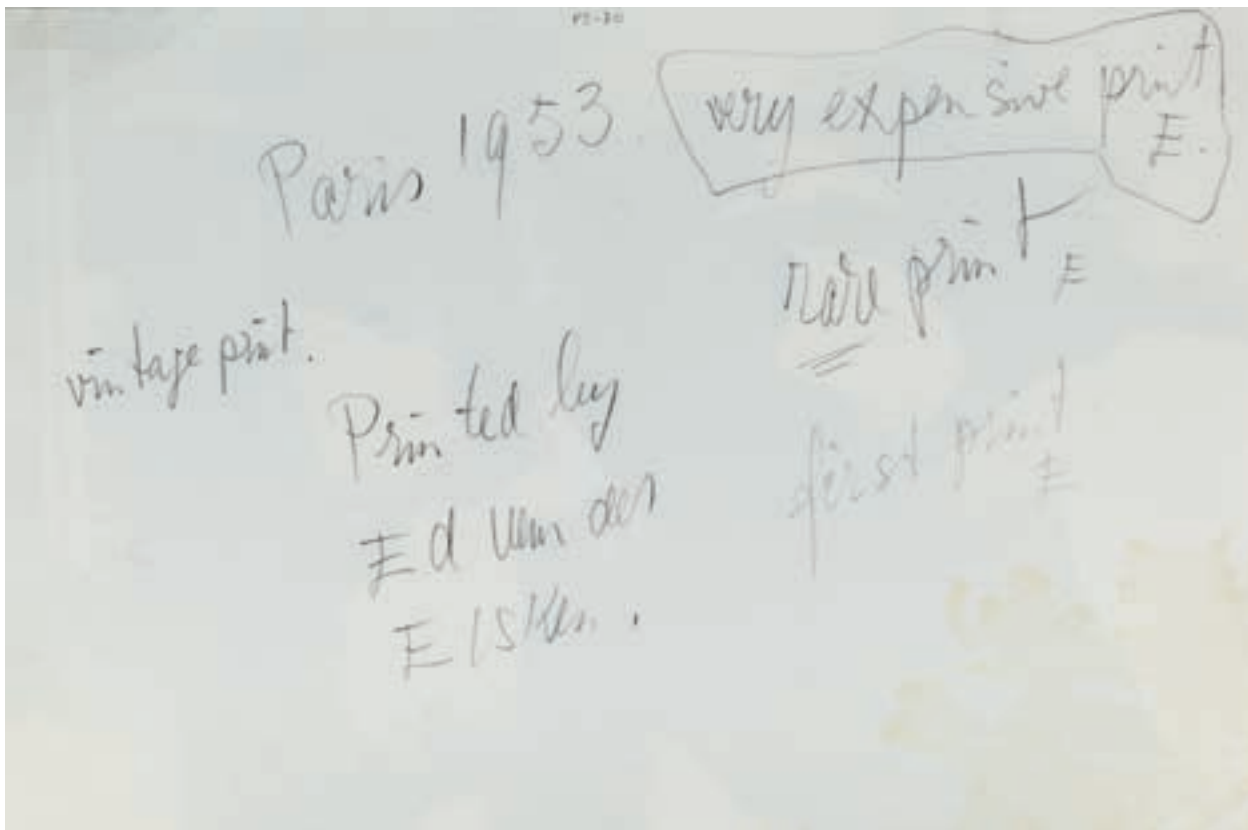 Paris 1953
very expensive print
E.
rare print
E
vintage print.
Printed by
Ed van der
Elsken.
first print
E